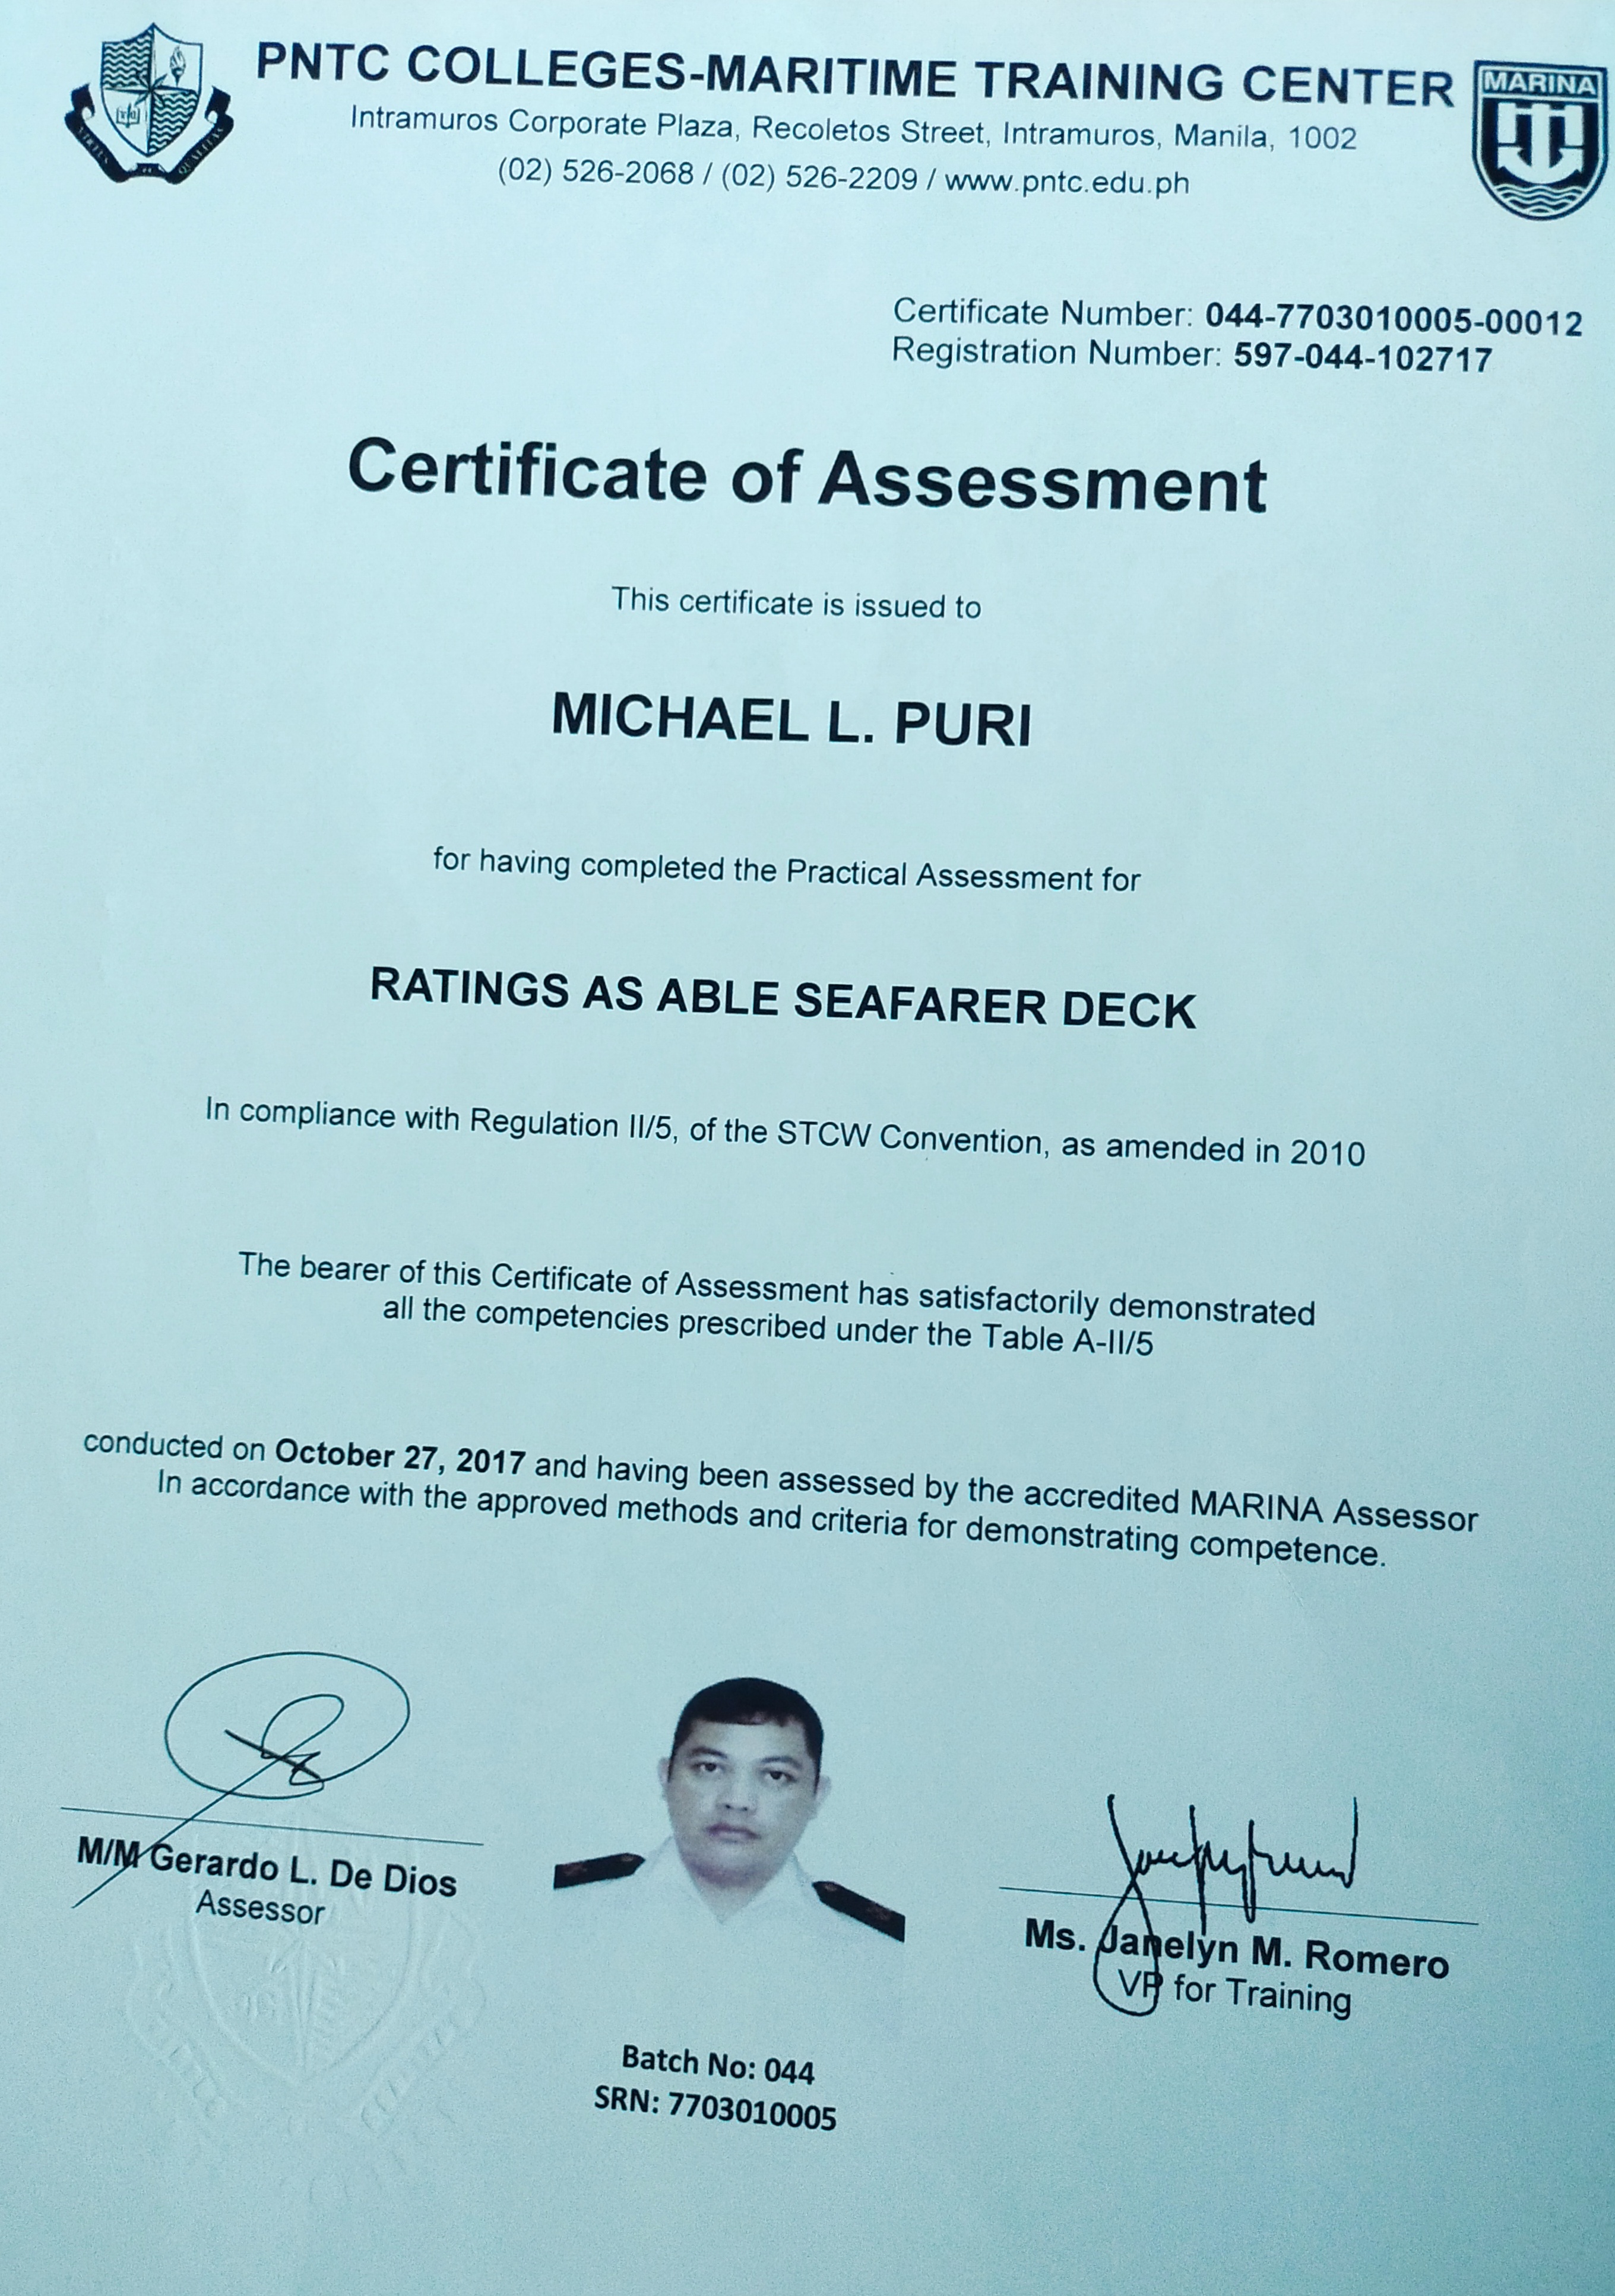 PNTC COLLEGES-MARITIME TRAINING CENTER
Intramuros Corporate Plaza, Recoletos Street, Intramuros, Manila, 1002
(02) 526-2068 / (02) 526-2209 / www.pntc.edu.ph
MARINA
Certificate Number: 044-7703010005-00012
Registration Number: 597-044-102717
Certificate of Assessment
This certificate is issued to
MICHAEL L. PURI
for having completed the Practical Assessment for
RATINGS AS ABLE SEAFARER DECK
In compliance with Regulation II/5, of the STCW Convention, as amended in 2010
The bearer of this Certificate of Assessment has satisfactorily demonstrated
all the competencies prescribed under the Table A-II/5
conducted on October 27, 2017 and having been assessed by the accredited MARINA Assessor
In accordance with the approved methods and criteria for demonstrating competence.
M/M Gerardo L. De Dios
Assessor
Ms. Janelyn M. Romero
VP for Training
Batch No: 044
SRN: 7703010005